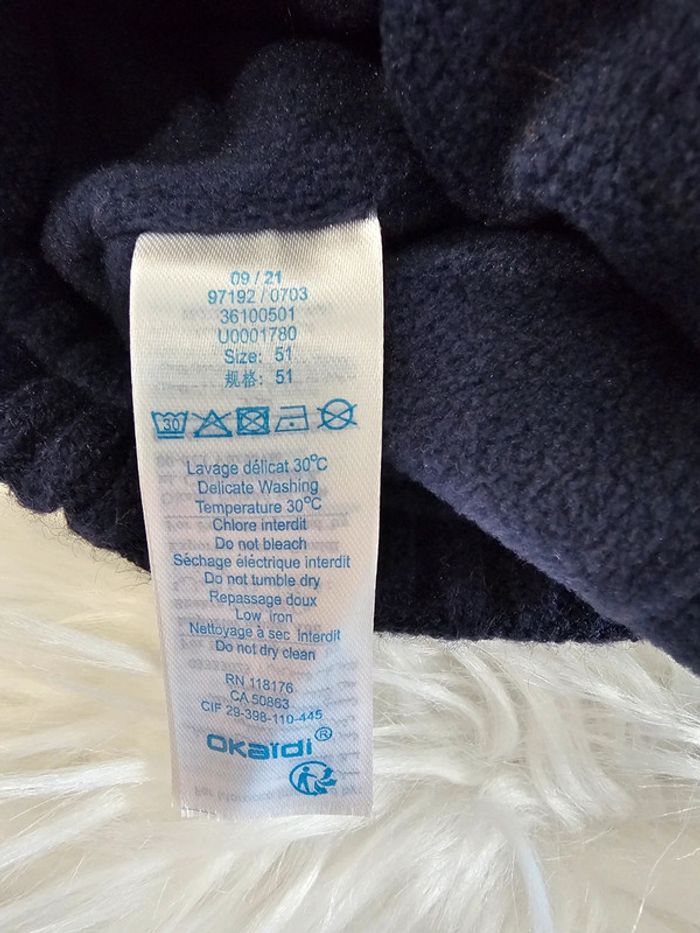 09 / 21
97192 / 0703
36100501
U0001780
Size: 51
规格: 51
30
Lavage délicat 30°C
Delicate Washing
Temperature 30°C
Chlore interdit
Do not bleach
Séchage éléctrique interdit
Do not tumble dry
Repassage doux
Low iron
Nettoyage à sec Interdit
Do not dry clean
RN 118176
CA 50863
CIF 29-398-110-445
okaïdi®